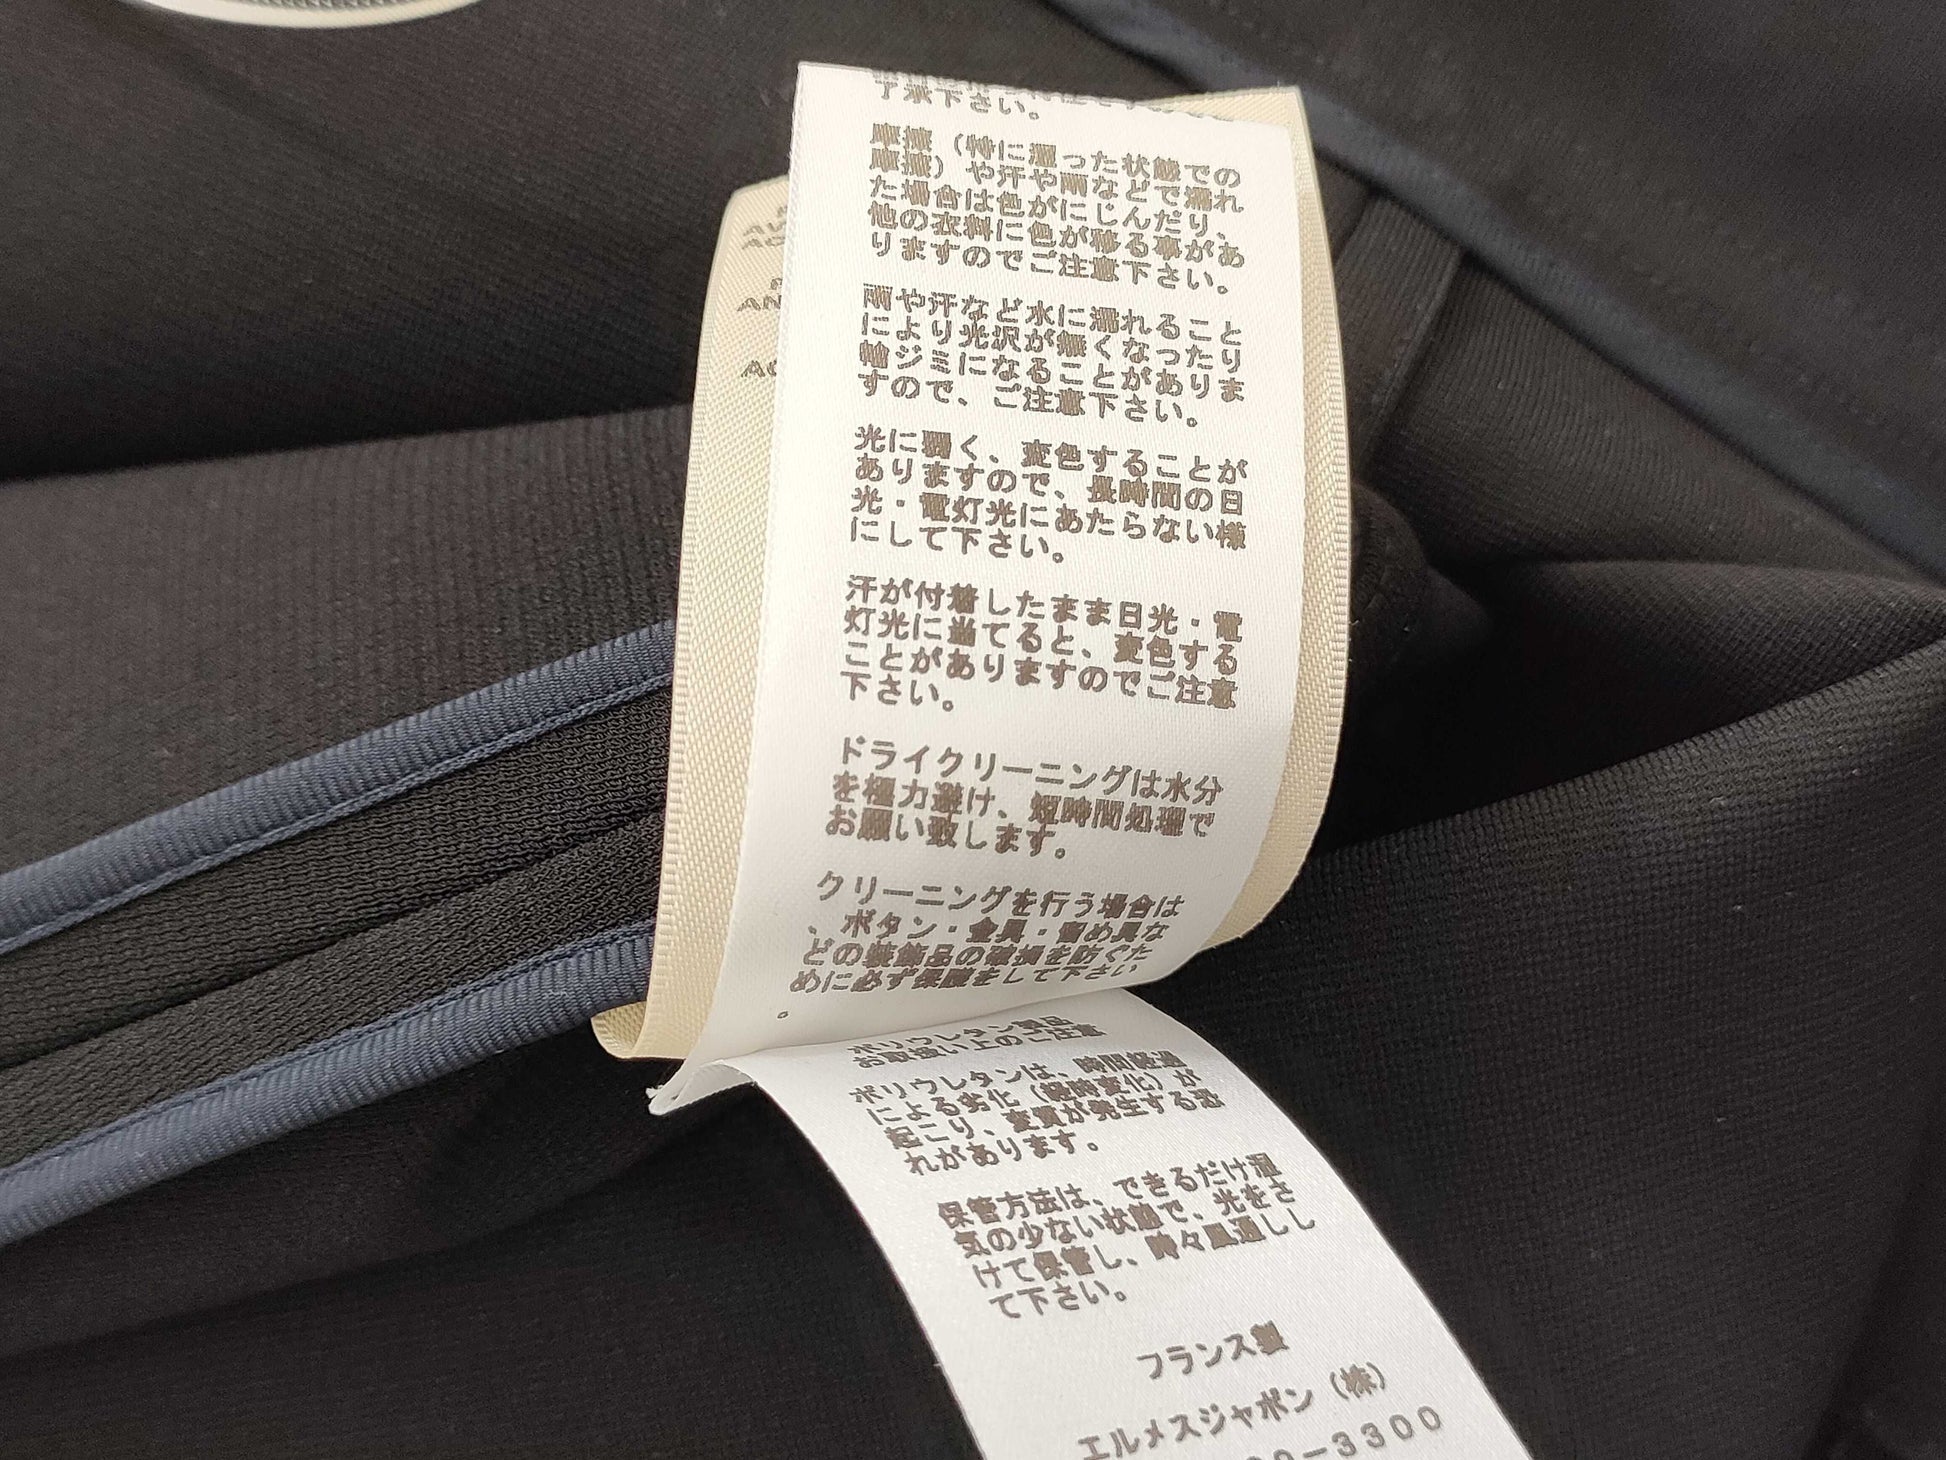 了承下さい。
摩擦（特に湿った状態での
摩擦）や汗や雨などで濡れ
た場合は色がにじんだり、
他の衣料に色が移る事があ
りますのでご注意下さい。
雨や汗など水に濡れること
により光沢が無くなったり
輪ジミになることがありま
すので、ご注意下さい。
光に弱く、変色することが
ありますので、長時間の日
光・電灯光にあたらない様
にして下さい。
汗が付着したまま日光・電
灯光に当てると、変色する
ことがありますのでご注意
下さい。
ドライクリーニングは水分
を極力避け、短時間処理で
お願い致します。
クリーニングを行う場合は
、ボタン・金具・留め具な
どの装飾品の破損を防ぐた
めに必ず保護をして下さい
。
ポリウレタン製品
お取扱い上のご注意
ポリウレタンは、時間経過
による劣化（経時変化）が
起こり、変質が発生する恐
れがあります。
保管方法は、できるだけ湿
気の少ない状態で、光をさ
けて保管し、時々風通しし
て下さい。
フランス製
エルメスジャポン（株）
－３３００